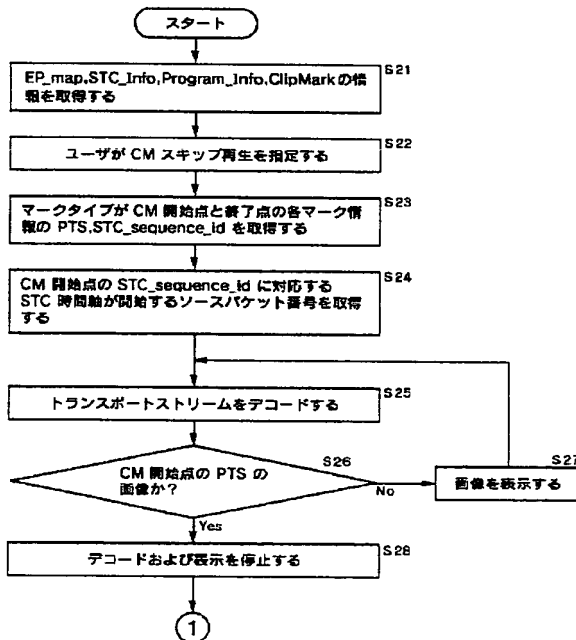 スタート
S21
EP_map,STC_Info,Program_Info,ClipMarkの情
報を取得する
S22
ユーザが CM スキップ再生を指定する
S23
マークタイプが CM 開始点と終了点の各マーク情
報の PTS,STC_sequence_id を取得する
S24
CM 開始点の STC_sequence_id に対応する
STC 時間軸が開始するソースパケット番号を取得
する
S25
トランスポートストリームをデコードする
S26
CM 開始点の PTS の
画像か?
No
S27
画像を表示する
Yes
S28
デコードおよび表示を停止する
1